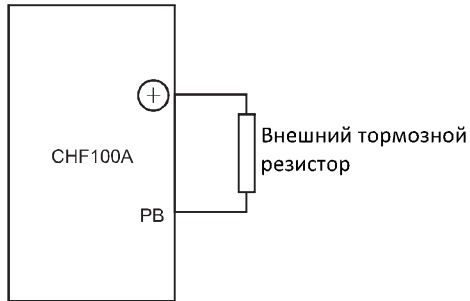 +
CHF100A
Внешний тормозной
резистор
PB